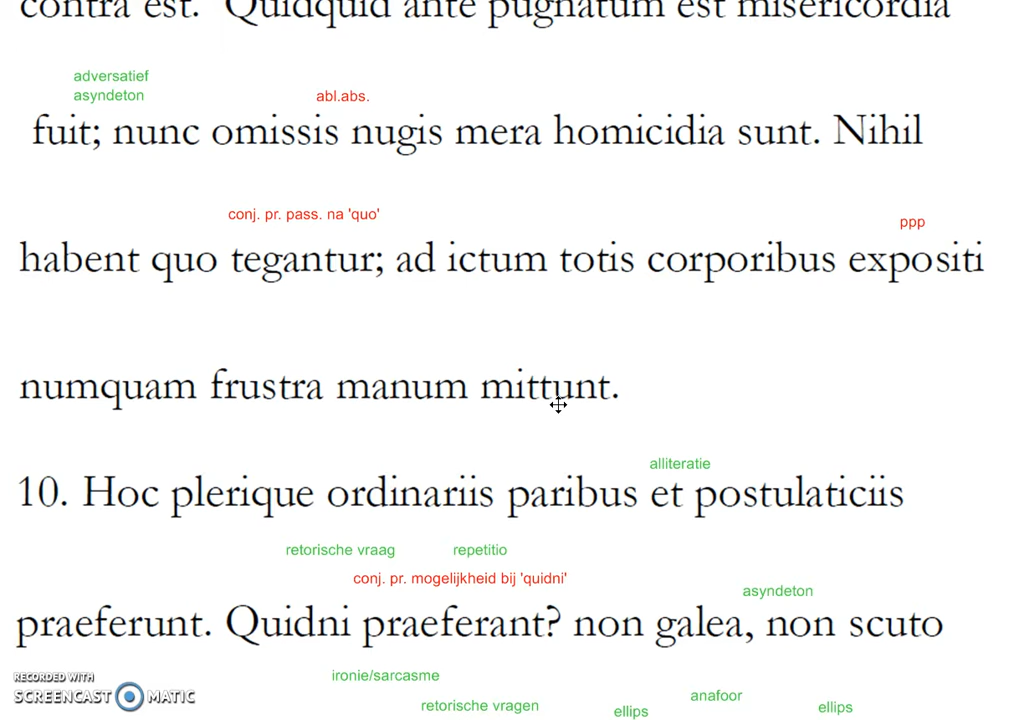 contra est. Quidquid ante pugnatum est misericordia
adversatief
asyndeton
abl.abs.
fuit; nunc omissis nugis mera homicidia sunt. Nihil
conj. pr. pass. na 'quo'
ppp
habent quo tegantur; ad ictum totis corporibus expositi
numquam frustra manum mittunt.
alliteratie
10. Hoc plerique ordinariis paribus et postulaticiis
retorische vraag repetitio
conj. pr. mogelijkheid bij 'quidni'
asyndeton
praeferunt. Quidni praeferant? non galea, non scuto
RECORDED WITH
SCREENCAST MATIC
ironie/sarcasme
retorische vragen
anafoor
ellips
ellips